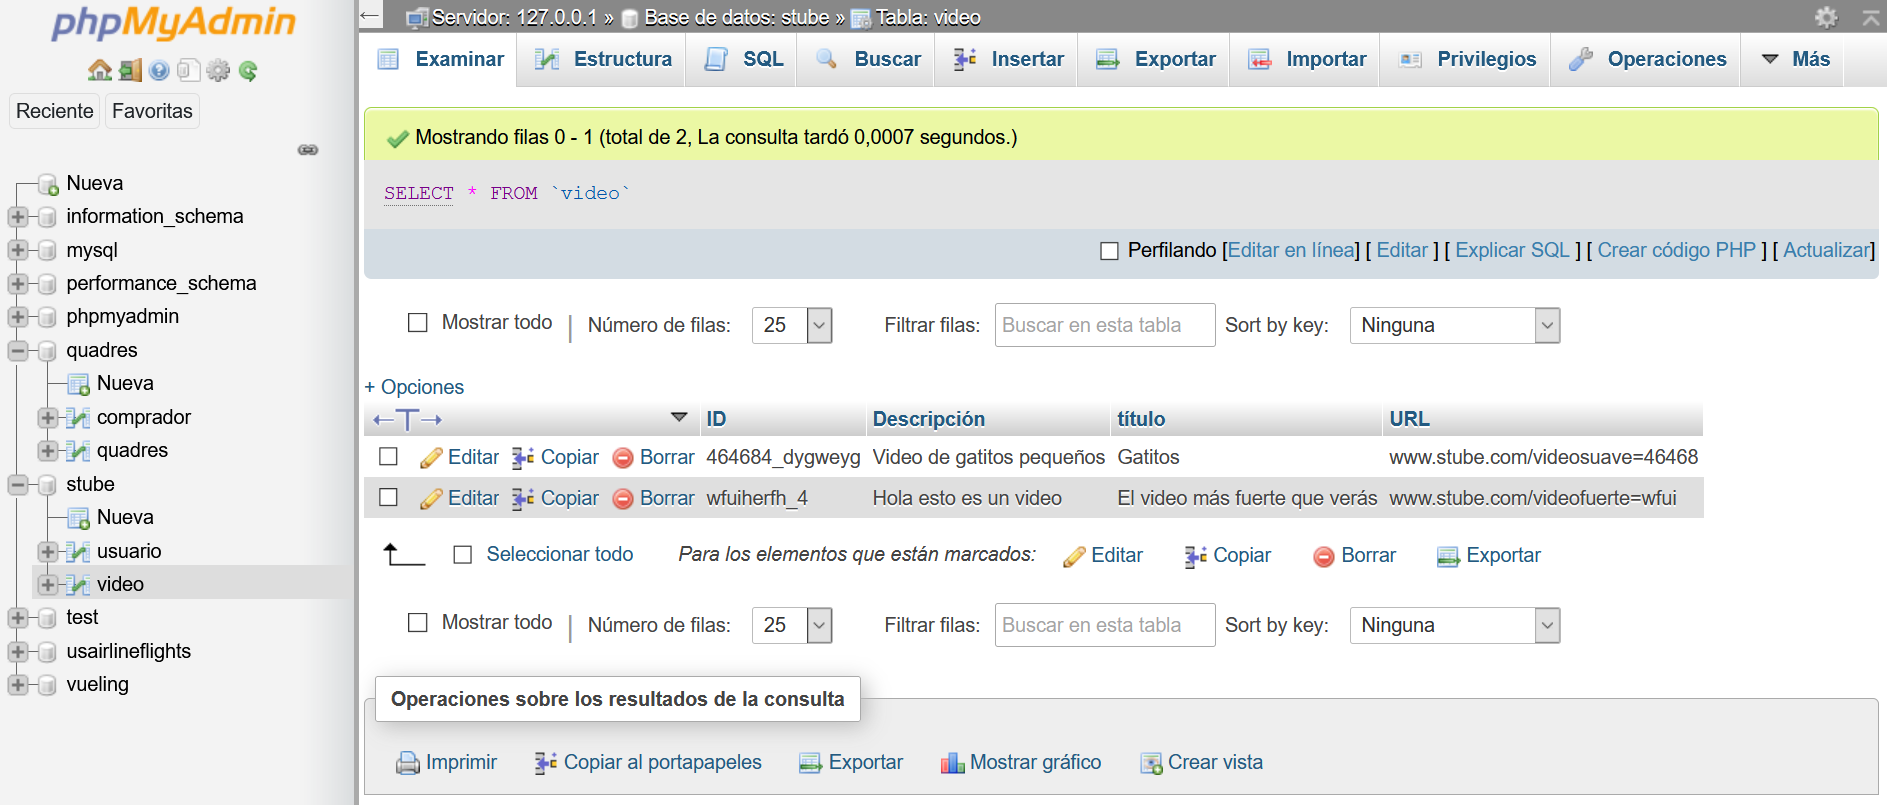 phpMyAdmin
Reciente Favoritas
Nueva
information_schema
mysql
performance_schema
phpmyadmin
quadres
Nueva
comprador
quadres
stube
Nueva
usuario
video
test
usairlineflights
vueling
Servidor: 127.0.0.1 » Base de datos: stube » Tabla: video
Examinar Estructura SQL Buscar Insertar Exportar Importar Privilegios Operaciones Más
Mostrando filas 0 - 1 (total de 2, La consulta tardó 0,0007 segundos.)
SELECT * FROM `video`
Perfilando [Editar en línea] [ Editar ] [ Explicar SQL ] [ Crear código PHP ] [ Actualizar]
Mostrar todo | Número de filas: 25 Filtrar filas: Buscar en esta tabla Sort by key: Ninguna
+ Opciones
←T→ ID Descripción título URL
Editar Copiar Borrar 464684_dygweyg Video de gatitos pequeños Gatitos www.stube.com/videosuave=46468
Editar Copiar Borrar wfuiherfh_4 Hola esto es un video El video más fuerte que verás www.stube.com/videofuerte=wfui
Seleccionar todo Para los elementos que están marcados: Editar Copiar Borrar Exportar
Mostrar todo | Número de filas: 25 Filtrar filas: Buscar en esta tabla Sort by key: Ninguna
Operaciones sobre los resultados de la consulta
Imprimir Copiar al portapapeles Exportar Mostrar gráfico Crear vista